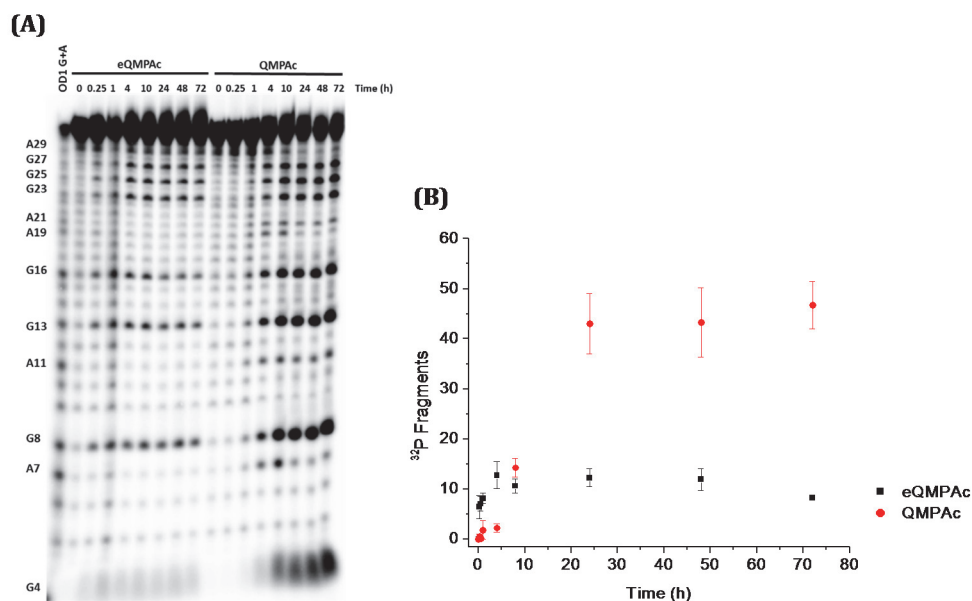 (A)
OD1 G+A
eQMPAc QMPAc
0 0.25 1 4 10 24 48 72 0 0.25 1 4 10 24 48 72 Time (h)
A29
G27
G25
G23
A21
A19
G16
G13
A11
G8
A7
G4
(B)
60
50
40
30
20
10
0
32P Fragments
0 10 20 30 40 50 60 70 80
Time (h)
eQMPAc
QMPAc